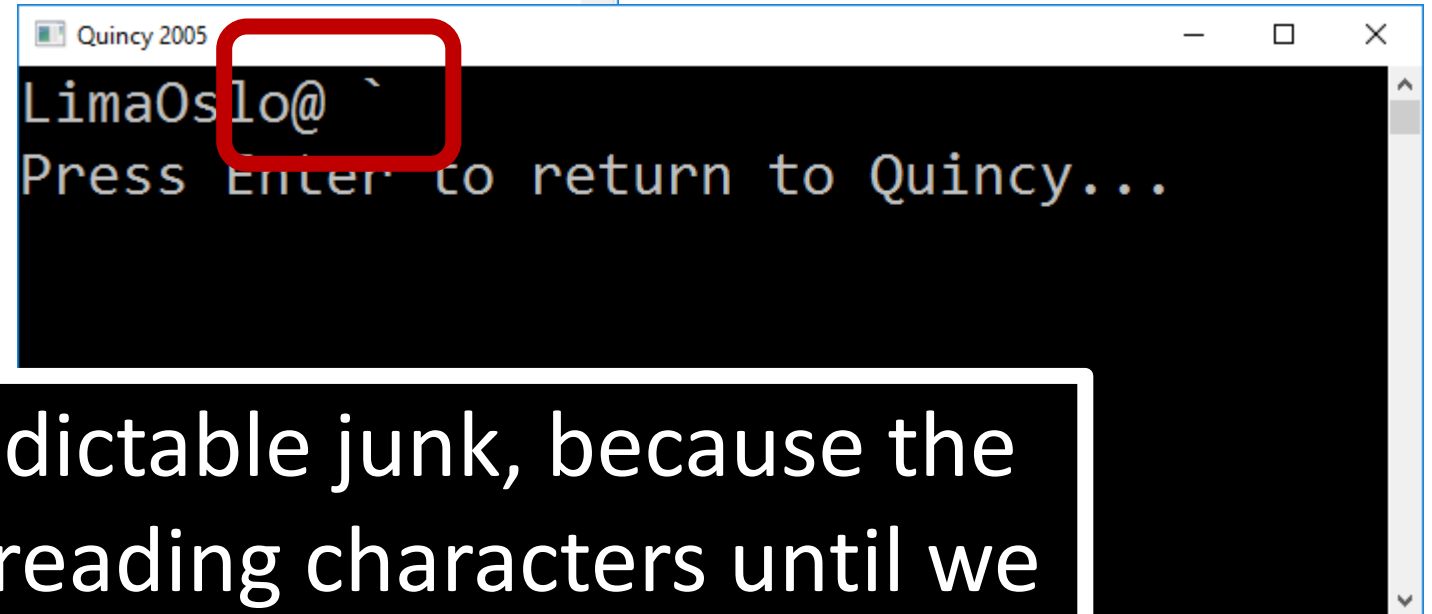 Quincy 2005
LimaOslo@ `
Press Enter to return to Quincy...
dictable junk, because the
reading characters until we